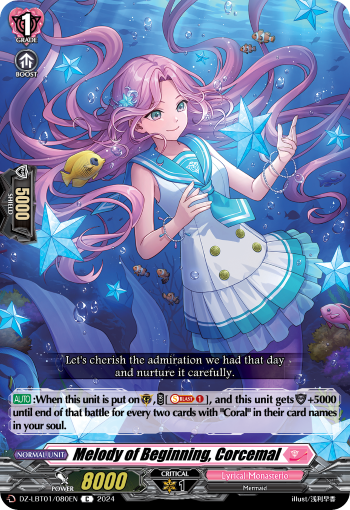 1
GRADE
BOOST
5000
SHIELD
Let's cherish the admiration we had that day
and nurture it carefully.
AUTO:When this unit is put on , [ BLAST 1], and this unit gets +5000
until end of that battle for every two cards with "Coral" in their card names
in your soul.
NORMAL UNIT
Melody of Beginning, Corcemal
POWER 8000
CRITICAL
1
Lyrical Monasterio
Mermaid
D-LBT01/080EN C 2024
illust/浅利早香